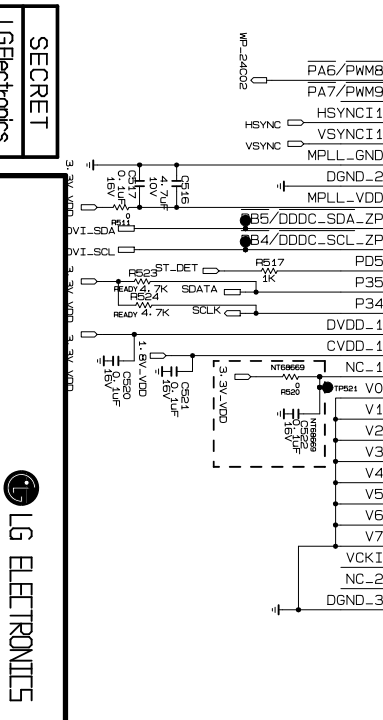 SECRET
LGElectronics
WP_24C02
PA6/PWM8
PA7/PWM9
HSYNC
HSYNCI1
VSYNC
VSYNCI1
MPLL_GND
DGND_2
MPLL_VDD
C516
4.7uF
10V
C517
0.1uF
16V
3.3V_VDD
0
R511
DVI_SDA
PB5/DDDC_SDA_ZP
DVI_SCL
PB4/DDDC_SCL_ZP
ST_DET
R517
1K
PD5
R523
READY 4.7K
SDATA
P35
R524
READY 4.7K
SCLK
P34
3.3V_VDD
DVDD_1
1.8V_VDD
CVDD_1
C520
0.1uF
16V
C521
0.1uF
16V
3.3V_VDD
NT68669
0
R520
NC_1
TP521
NT68669
C522
0.1uF
16V
V0
V1
V2
V3
V4
V5
V6
V7
VCKI
NC_2
DGND_3
LG ELECTRONICS